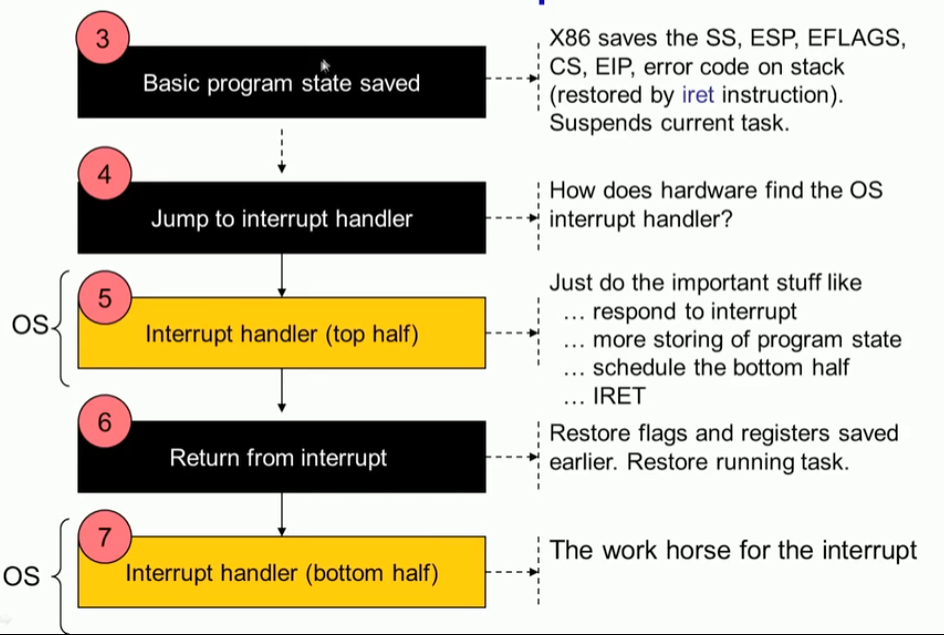 3
Basic program state saved
X86 saves the SS, ESP, EFLAGS,
CS, EIP, error code on stack
(restored by iret instruction).
Suspends current task.
4
Jump to interrupt handler
How does hardware find the OS
interrupt handler?
OS
5
Interrupt handler (top half)
Just do the important stuff like
… respond to interrupt
… more storing of program state
… schedule the bottom half
… IRET
6
Return from interrupt
Restore flags and registers saved
earlier. Restore running task.
OS
7
Interrupt handler (bottom half)
The work horse for the interrupt